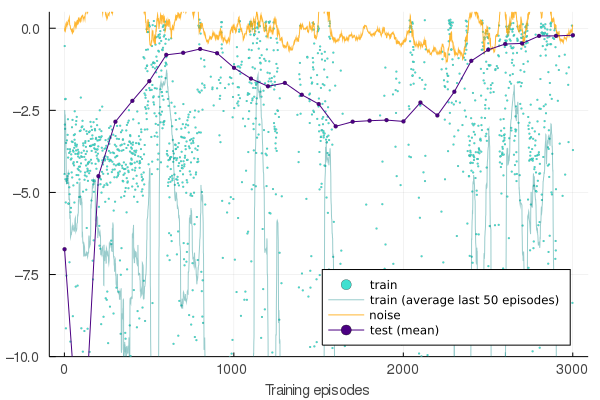 0.0
−2.5
−5.0
−7.5
−10.0
train
train (average last 50 episodes)
noise
test (mean)
0 1000 2000 3000
Training episodes